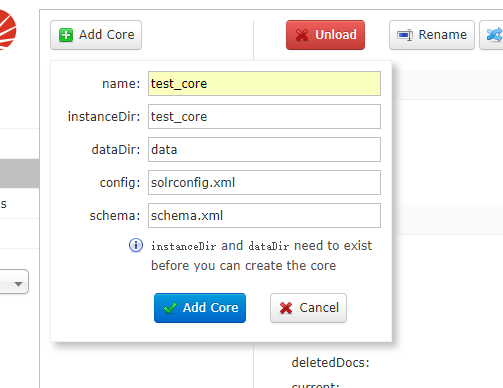 Add Core
Unload
Rename
name: test_core
instanceDir: test_core
dataDir: data
config: solrconfig.xml
schema: schema.xml
s
instanceDir and dataDir need to exist
before you can create the core
Add Core
Cancel
deletedDocs:
current: